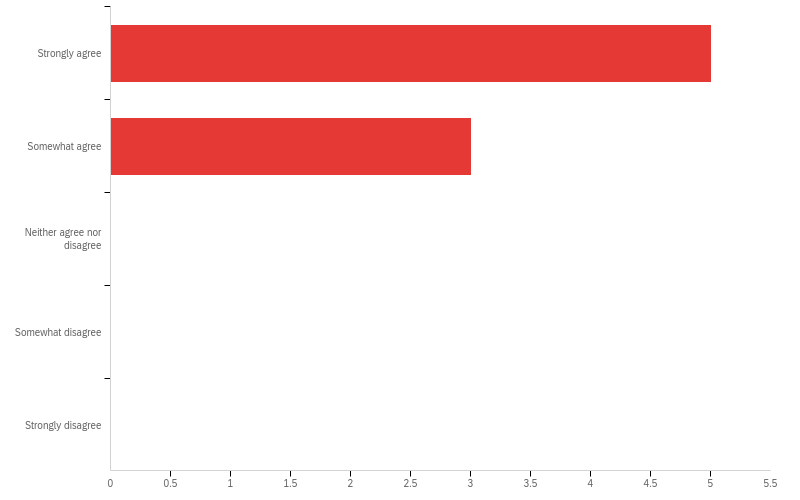 Strongly agree
Somewhat agree
Neither agree nor
disagree
Somewhat disagree
Strongly disagree
0 0.5 1 1.5 2 2.5 3 3.5 4 4.5 5 5.5